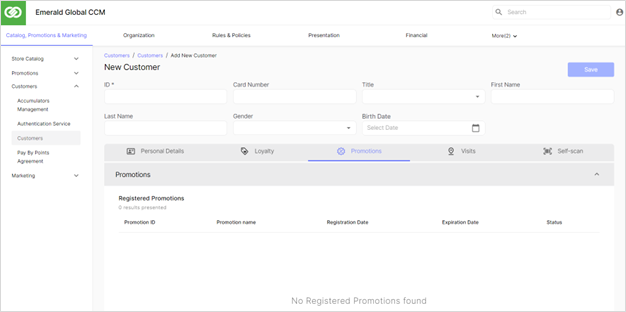 Emerald Global CCM
Search
Catalog, Promotions & Marketing
Organization
Rules & Policies
Presentation
Financial
More(2)
Store Catalog
Promotions
Customers
Accumulators
Management
Authentication Service
Customers
Pay By Points
Agreement
Marketing
Customers / Customers / Add New Customer
New Customer
Save
ID *
Card Number
Title
First Name
Last Name
Gender
Birth Date
Select Date
Personal Details
Loyalty
Promotions
Visits
Self-scan
Promotions
Registered Promotions
0 results presented
Promotion ID
Promotion name
Registration Date
Expiration Date
Status
No Registered Promotions found